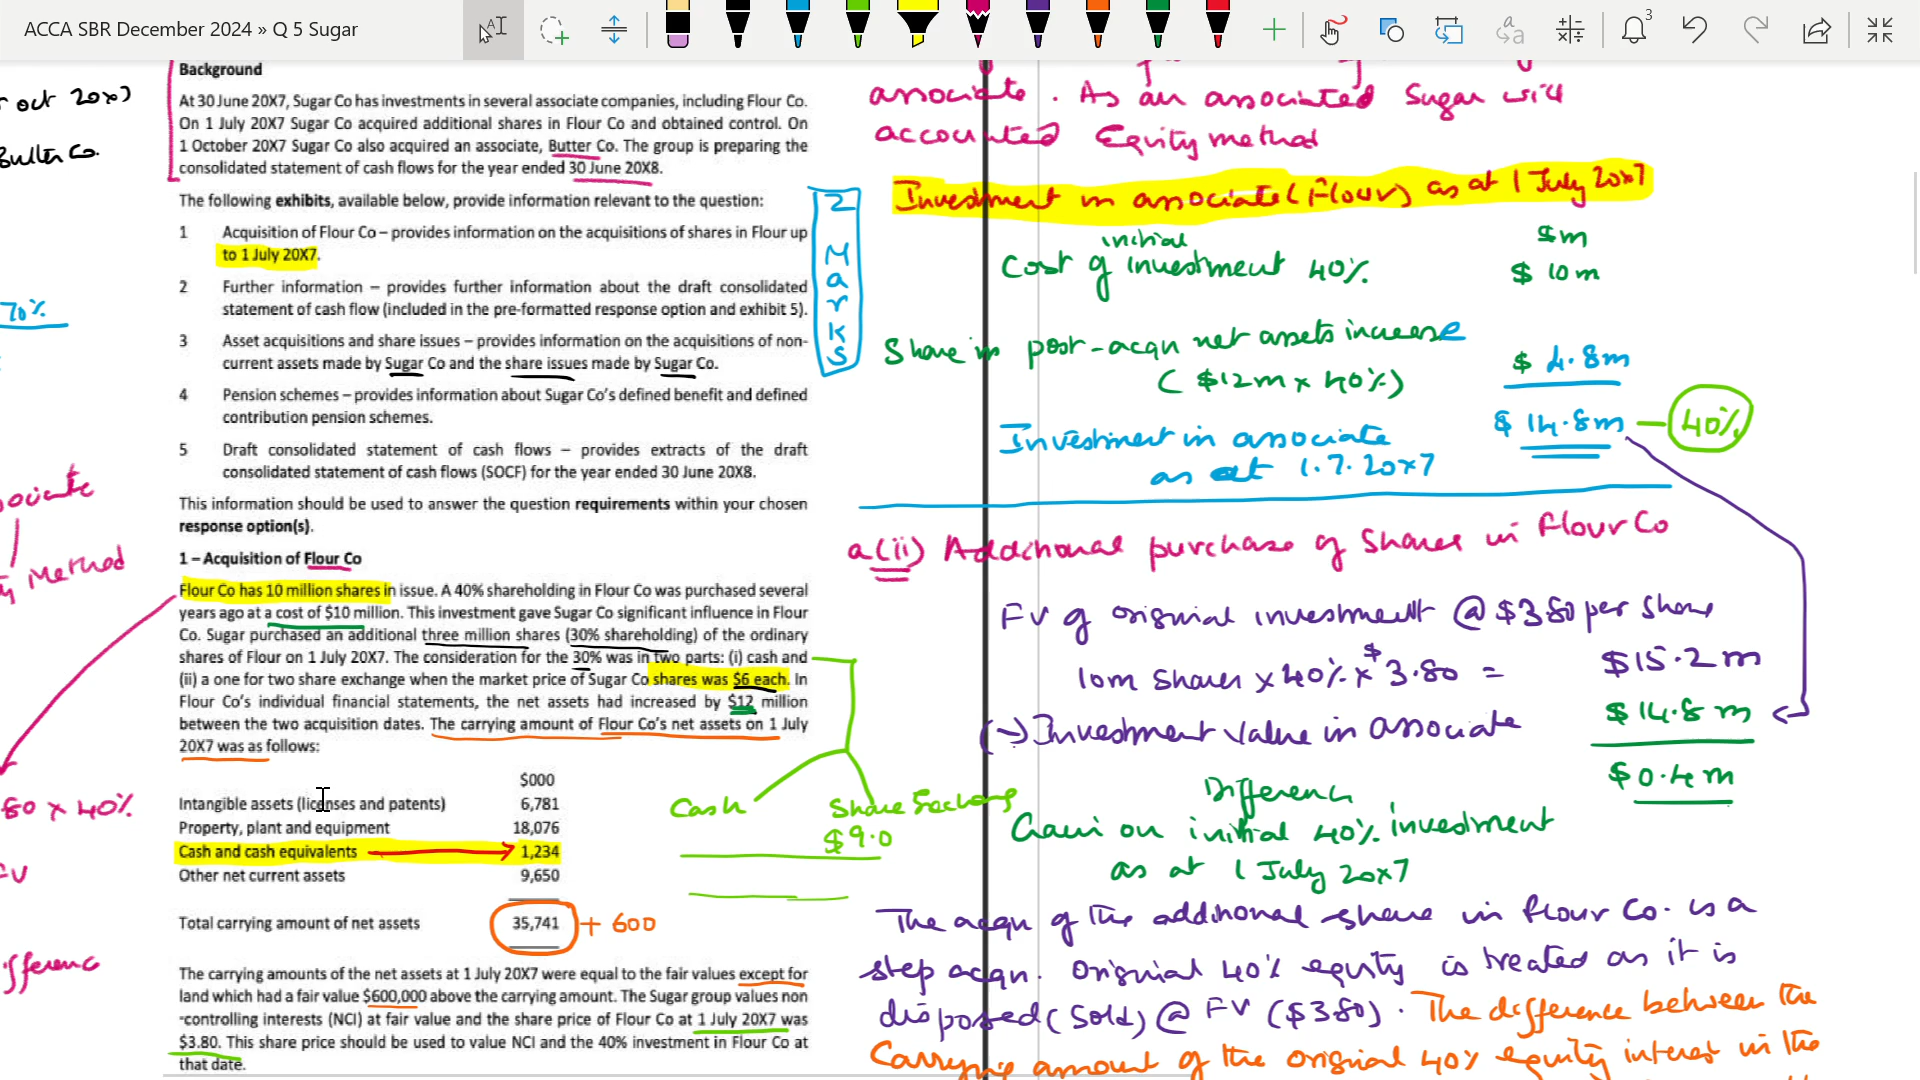 ACCA SBR December 2024 » Q 5 Sugar
3
Background
At 30 June 20X7, Sugar Co has investments in several associate companies, including Flour Co.
On 1 July 20X7 Sugar Co acquired additional shares in Flour Co and obtained control. On
1 October 20X7 Sugar Co also acquired an associate, Butter Co. The group is preparing the
consolidated statement of cash flows for the year ended 30 June 20X8.
The following exhibits, available below, provide information relevant to the question:
1 Acquisition of Flour Co – provides information on the acquisitions of shares in Flour up
to 1 July 20X7.
2 Further information – provides further information about the draft consolidated
statement of cash flow (included in the pre-formatted response option and exhibit 5).
3 Asset acquisitions and share issues – provides information on the acquisitions of non-
current assets made by Sugar Co and the share issues made by Sugar Co.
4 Pension schemes – provides information about Sugar Co's defined benefit and defined
contribution pension schemes.
5 Draft consolidated statement of cash flows – provides extracts of the draft
consolidated statement of cash flows (SOCF) for the year ended 30 June 20X8.
This information should be used to answer the question requirements within your chosen
response option(s).
1 – Acquisition of Flour Co
Flour Co has 10 million shares in issue. A 40% shareholding in Flour Co was purchased several
years ago at a cost of $10 million. This investment gave Sugar Co significant influence in Flour
Co. Sugar purchased an additional three million shares (30% shareholding) of the ordinary
shares of Flour on 1 July 20X7. The consideration for the 30% was in two parts: (i) cash and
(ii) a one for two share exchange when the market price of Sugar Co shares was $6 each. In
Flour Co's individual financial statements, the net assets had increased by $12 million
between the two acquisition dates. The carrying amount of Flour Co's net assets on 1 July
20X7 was as follows:
$000
Intangible assets (licenses and patents) 6,781
Property, plant and equipment 18,076
Cash and cash equivalents 1,234
Other net current assets 9,650
Total carrying amount of net assets 35,741 + 600
The carrying amounts of the net assets at 1 July 20X7 were equal to the fair values except for
land which had a fair value $600,000 above the carrying amount. The Sugar group values non
-controlling interests (NCI) at fair value and the share price of Flour Co at 1 July 20X7 was
$3.80. This share price should be used to value NCI and the 40% investment in Flour Co at
that date.
oct 20x7
Butter Co.
70%
ociate
Method
80 x 40%
FV
fferenc
2 Marks
Cash
Share Exchang
$9.0
associate. As an associated Sugar will
accounted Equity method
Investment in associate (Flour) as at 1 July 20x7
$m
initial
Cost of investment 40% $ 10m
Share in post-acqn net assets increase
( $12m x 40%) $ 4.8m
Investment in associate $ 14.8m – 40%
as at 1.7.20x7
a(ii) Additional purchase of Shares in Flour Co
FV of original investment @ $3.80 per share
10m Shares x 40% x $3.80 = $15.2m
(-) Investment Value in associate $14.8m
Difference $0.4m
Gain on initial 40% investment
as at 1 July 20x7
The acqn of the additional share in flour Co. is a
step acqn. Original 40% equity is treated as it is
disposed (Sold) @ FV ($3.80). The difference between the
Carrying amount of the original 40% equity interest in the